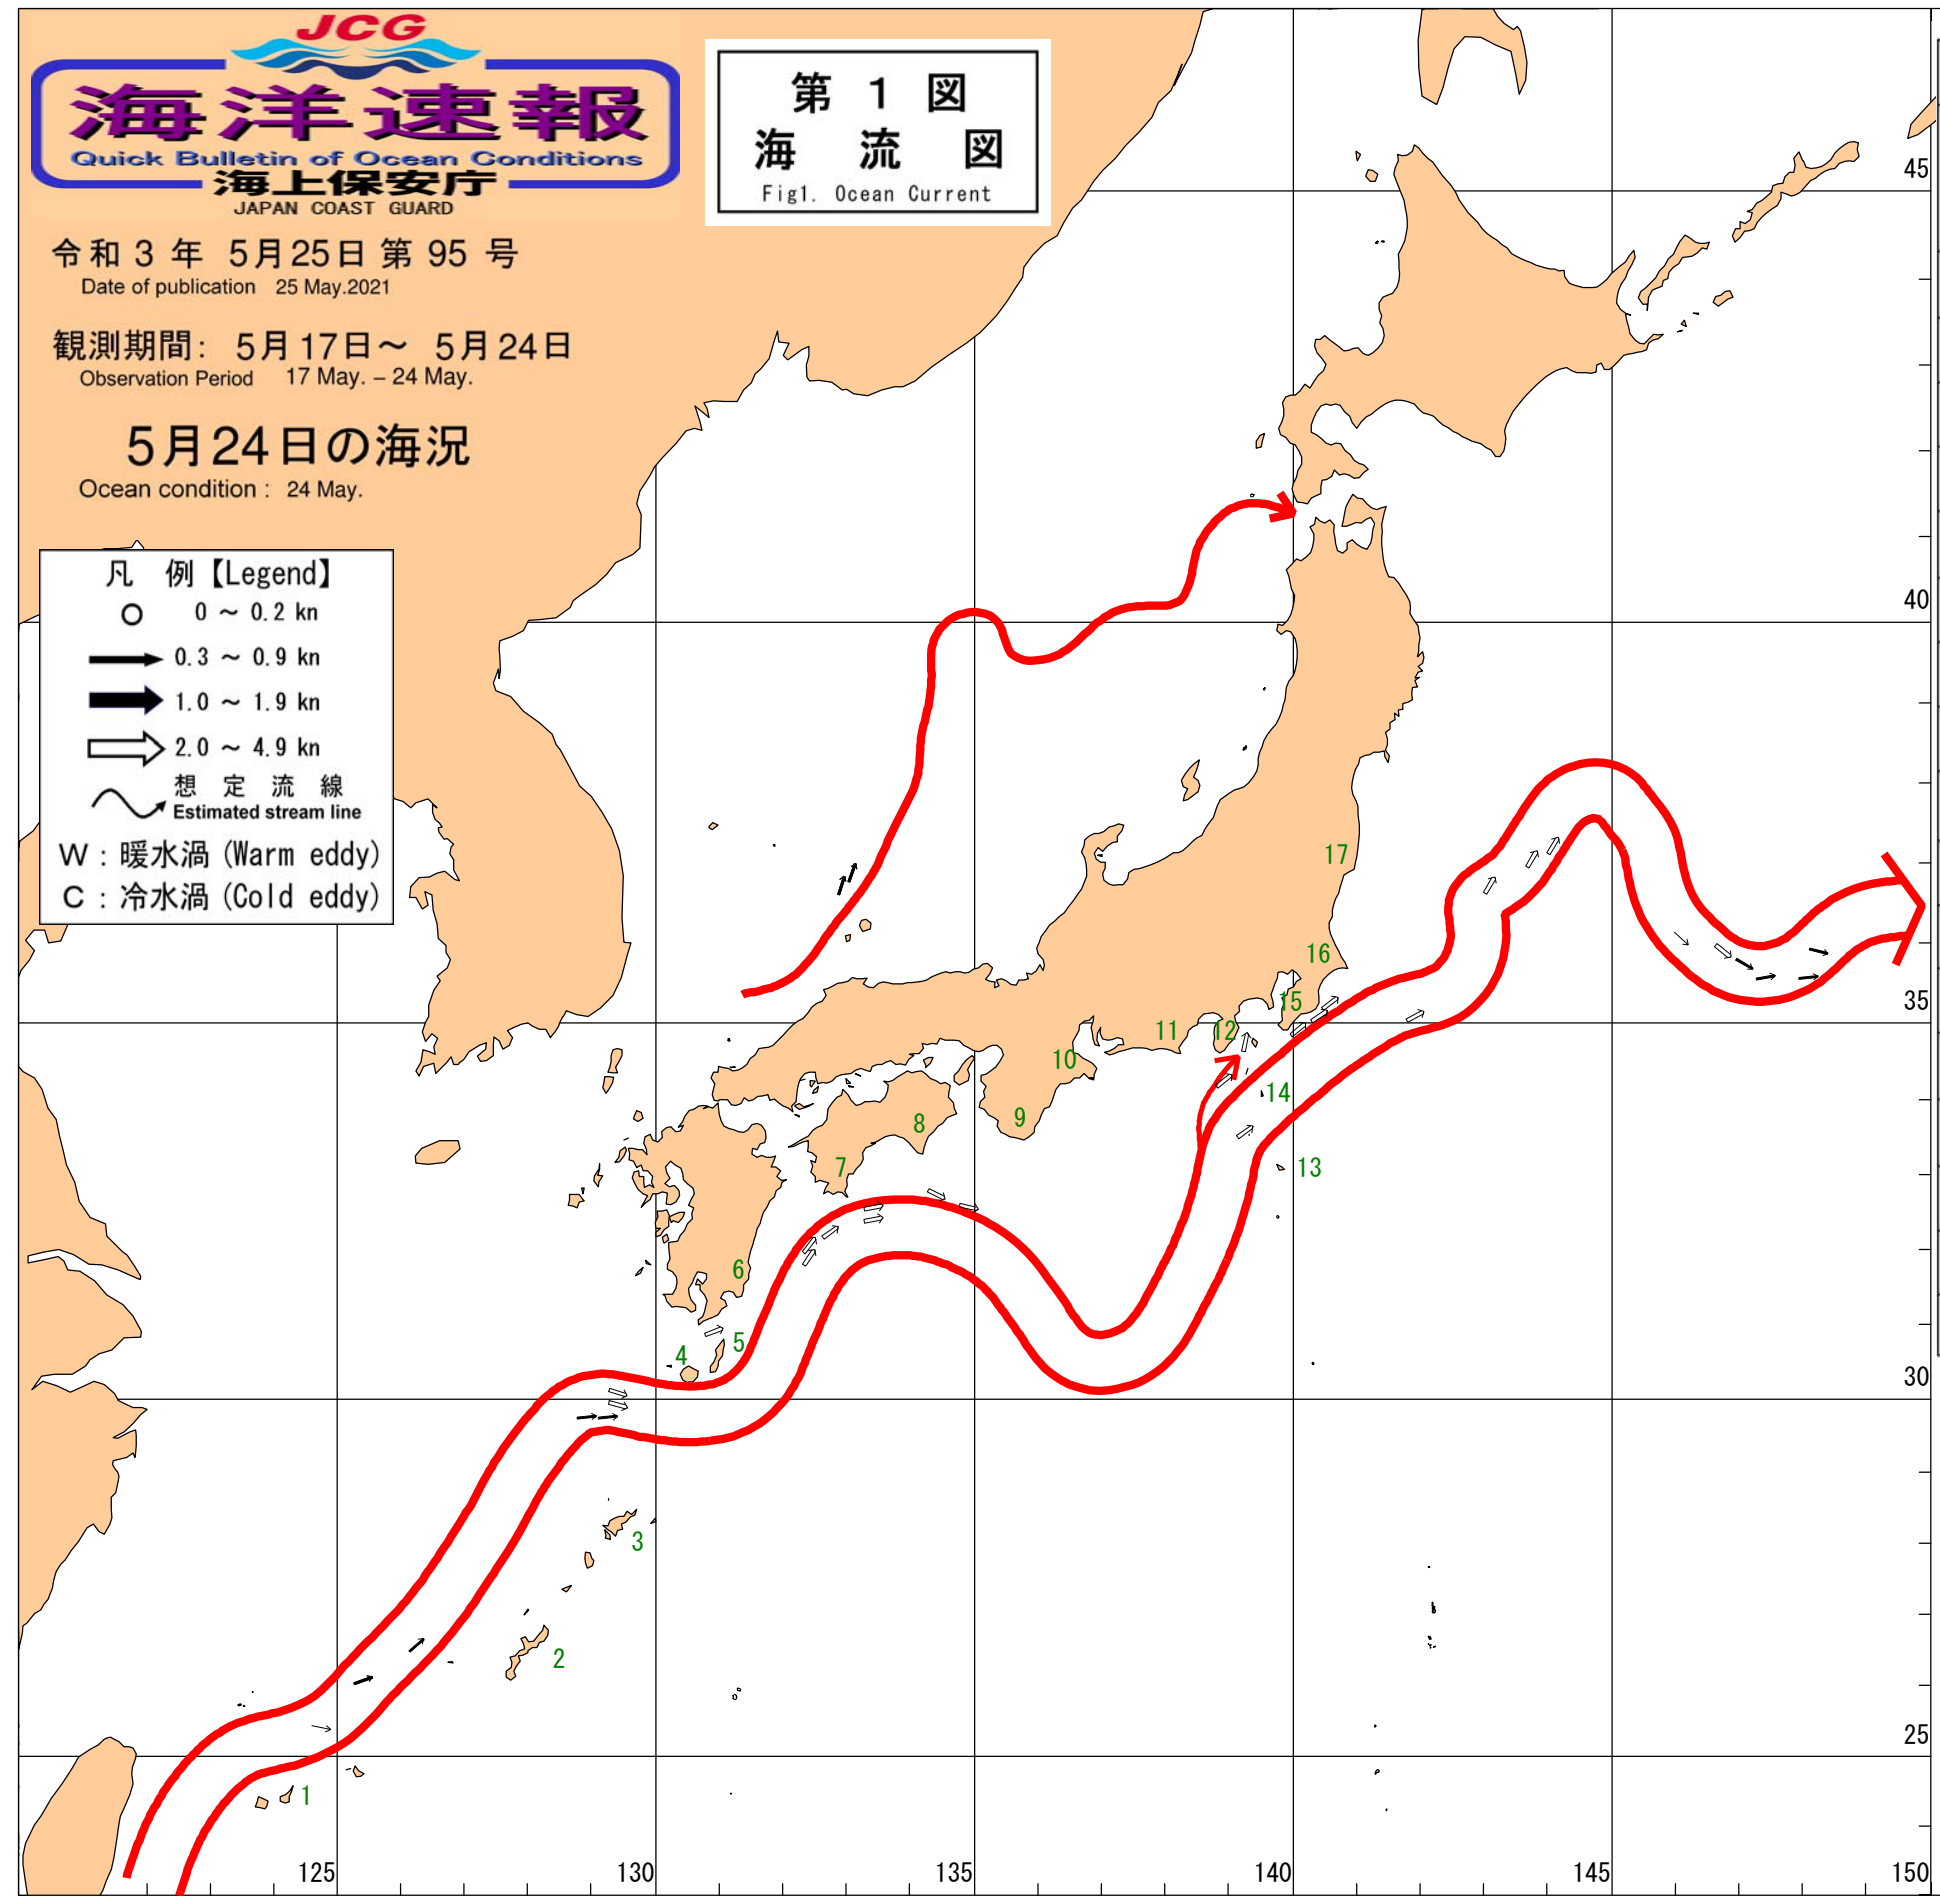 JCG
海洋速報
Quick Bulletin of Ocean Conditions
海上保安庁
JAPAN COAST GUARD
第 1 図
海 流 図
Fig1. Ocean Current
令和 3 年 5月25日 第 95 号
Date of publication 25 May.2021
観測期間: 5月17日～ 5月24日
Observation Period 17 May. – 24 May.
5月24日の海況
Ocean condition : 24 May.
凡 例【Legend】
0 ～ 0.2 kn
0.3 ～ 0.9 kn
1.0 ～ 1.9 kn
2.0 ～ 4.9 kn
想 定 流 線
Estimated stream line
W : 暖水渦 (Warm eddy)
C : 冷水渦 (Cold eddy)
45
40
35
30
25
17
16
15
12
11
10
14
9
8
13
7
6
5
4
3
2
1
125
130
135
140
145
150